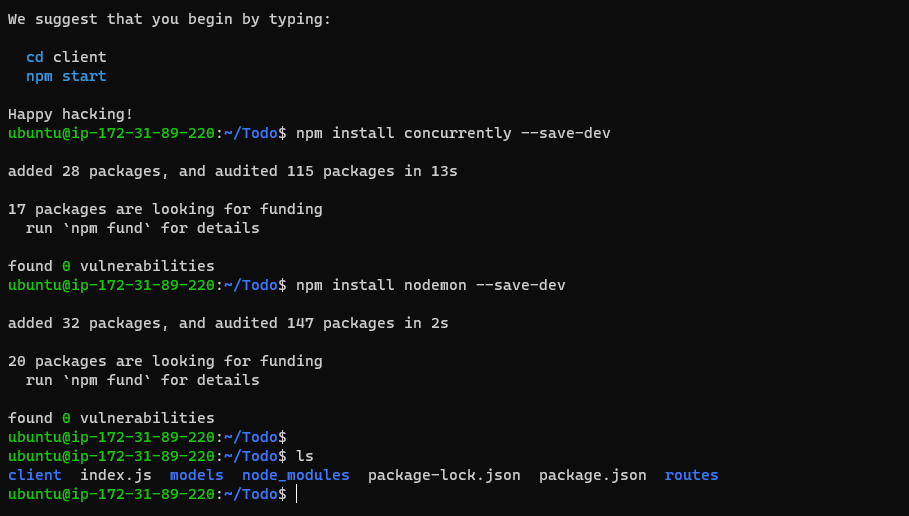 We suggest that you begin by typing:
cd client
npm start
Happy hacking!
ubuntu@ip-172-31-89-220:~/Todo$ npm install concurrently --save-dev
added 28 packages, and audited 115 packages in 13s
17 packages are looking for funding
run `npm fund` for details
found 0 vulnerabilities
ubuntu@ip-172-31-89-220:~/Todo$ npm install nodemon --save-dev
added 32 packages, and audited 147 packages in 2s
20 packages are looking for funding
run `npm fund` for details
found 0 vulnerabilities
ubuntu@ip-172-31-89-220:~/Todo$
ubuntu@ip-172-31-89-220:~/Todo$ ls
client index.js models node_modules package-lock.json package.json routes
ubuntu@ip-172-31-89-220:~/Todo$